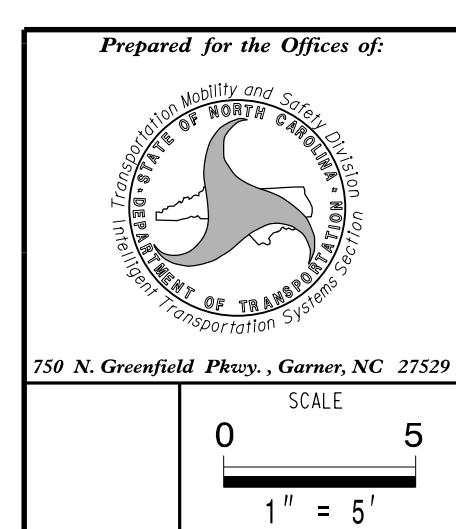 Prepared for the Offices of:
Transportation Mobility and Safety Division
STATE OF NORTH CAROLINA
DEPARTMENT OF TRANSPORTATION
Intelligent Transportation Systems Section
750 N. Greenfield Pkwy. , Garner, NC 27529
SCALE
0 5
1" = 5'